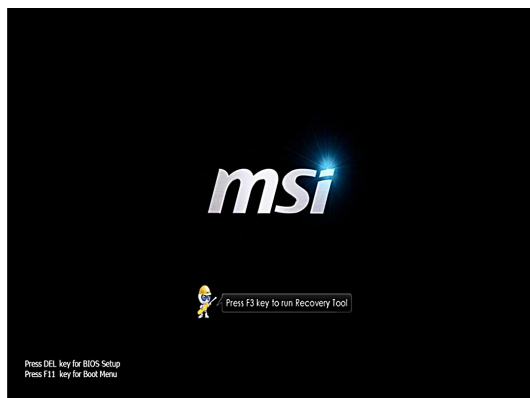 msi
Press F3 key to run Recovery Tool
Press DEL key for BIOS Setup
Press F11 key for Boot Menu